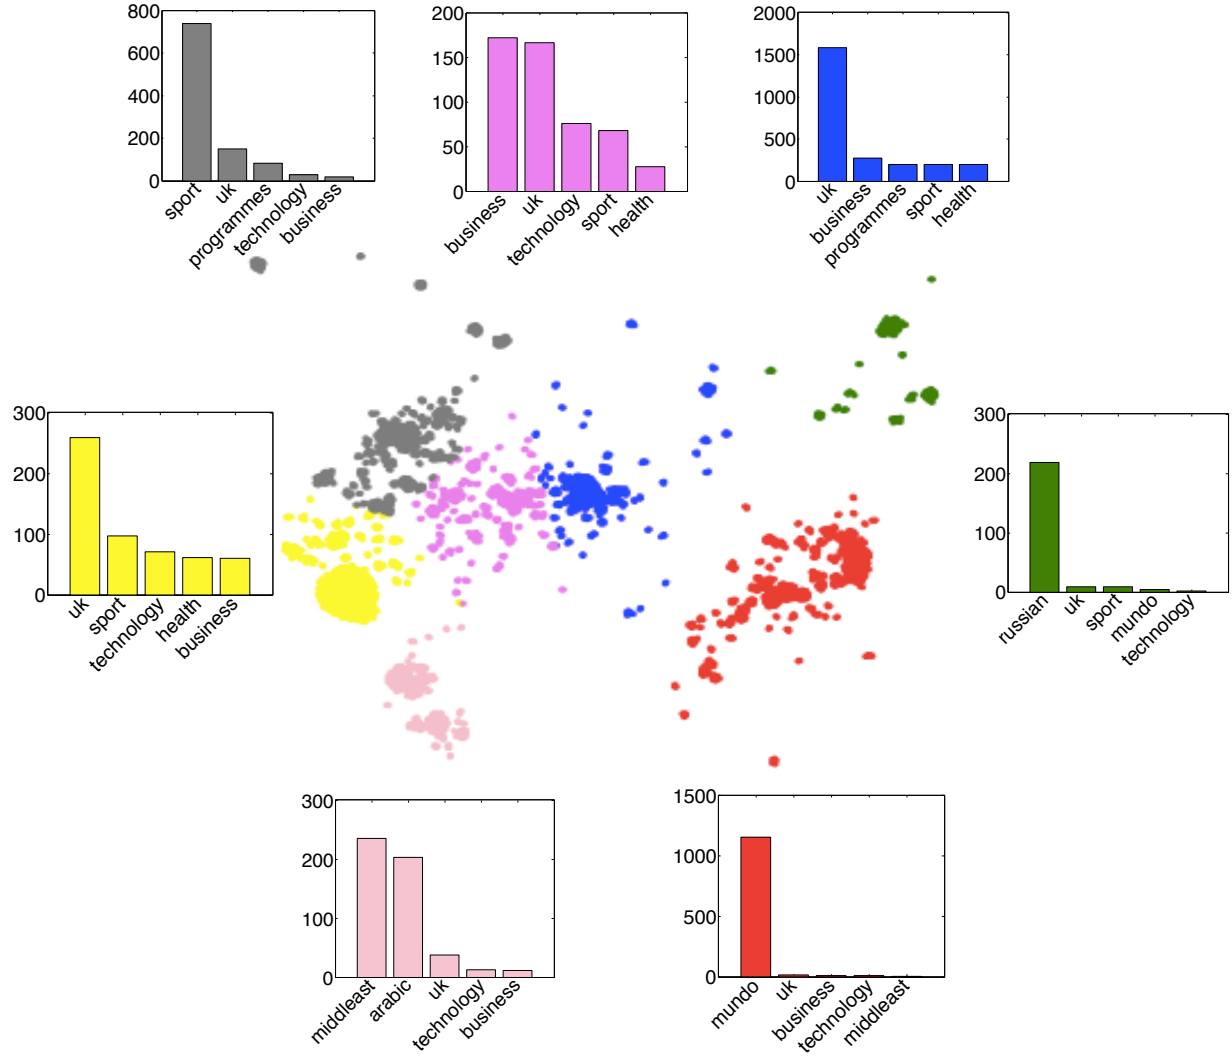 800
600
400
200
0
sport
uk
programmes
technology
business
200
150
100
50
0
business
uk
technology
sport
health
2000
1500
1000
500
0
uk
business
programmes
sport
health
300
200
100
0
uk
sport
technology
health
business
300
200
100
0
russian
uk
sport
mundo
technology
300
200
100
0
middleast
arabic
uk
technology
business
1500
1000
500
0
mundo
uk
business
technology
middleast